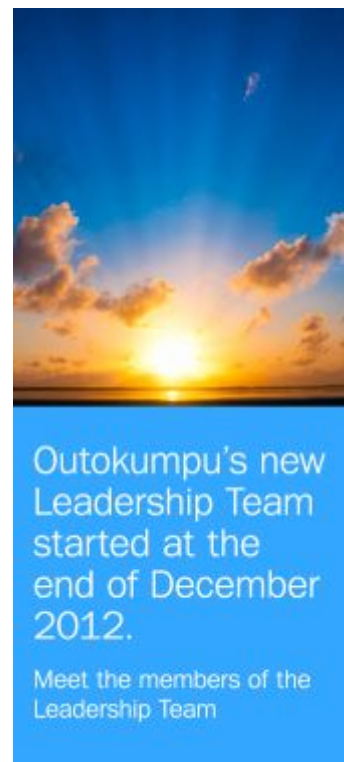 Outokumpu's new
Leadership Team
started at the
end of December
2012.
Meet the members of the
Leadership Team